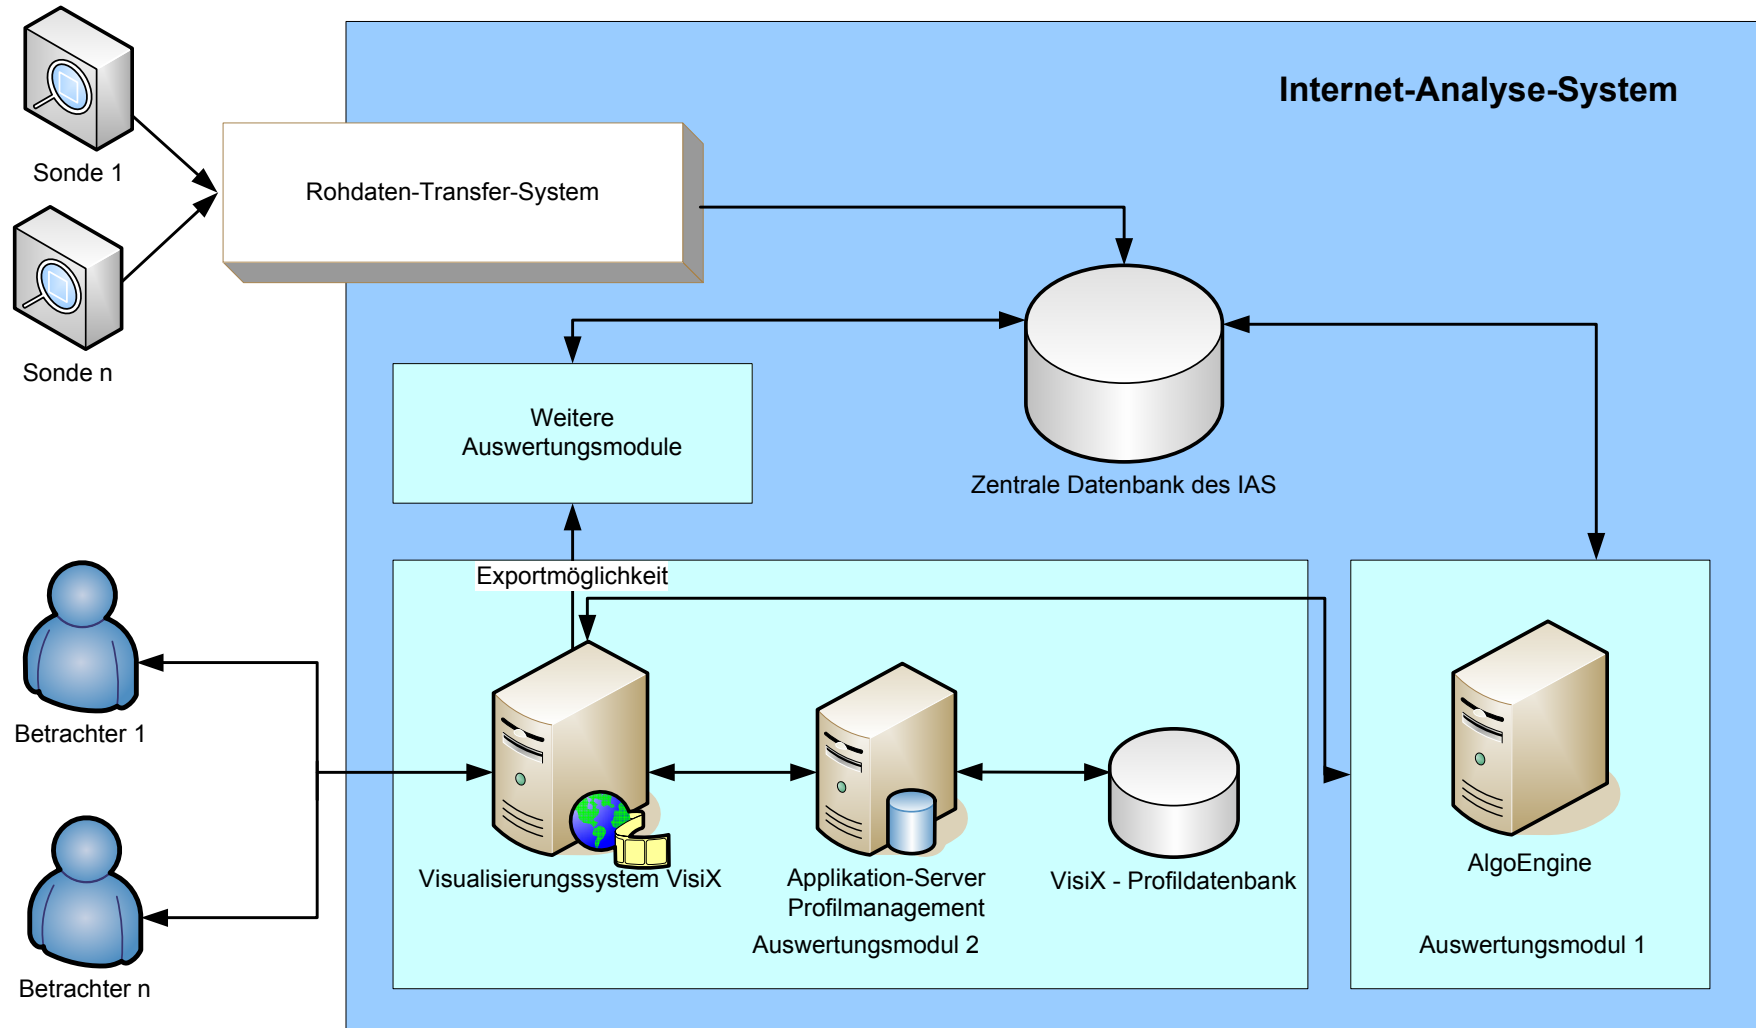 Internet-Analyse-System
Sonde 1
Rohdaten-Transfer-System
Sonde n
Weitere
Auswertungsmodule
Zentrale Datenbank des IAS
Exportmöglichkeit
Betrachter 1
Visualisierungssystem VisiX
Applikation-Server
Profilmanagement
VisiX - Profildatenbank
AlgoEngine
Auswertungsmodul 2
Auswertungsmodul 1
Betrachter n